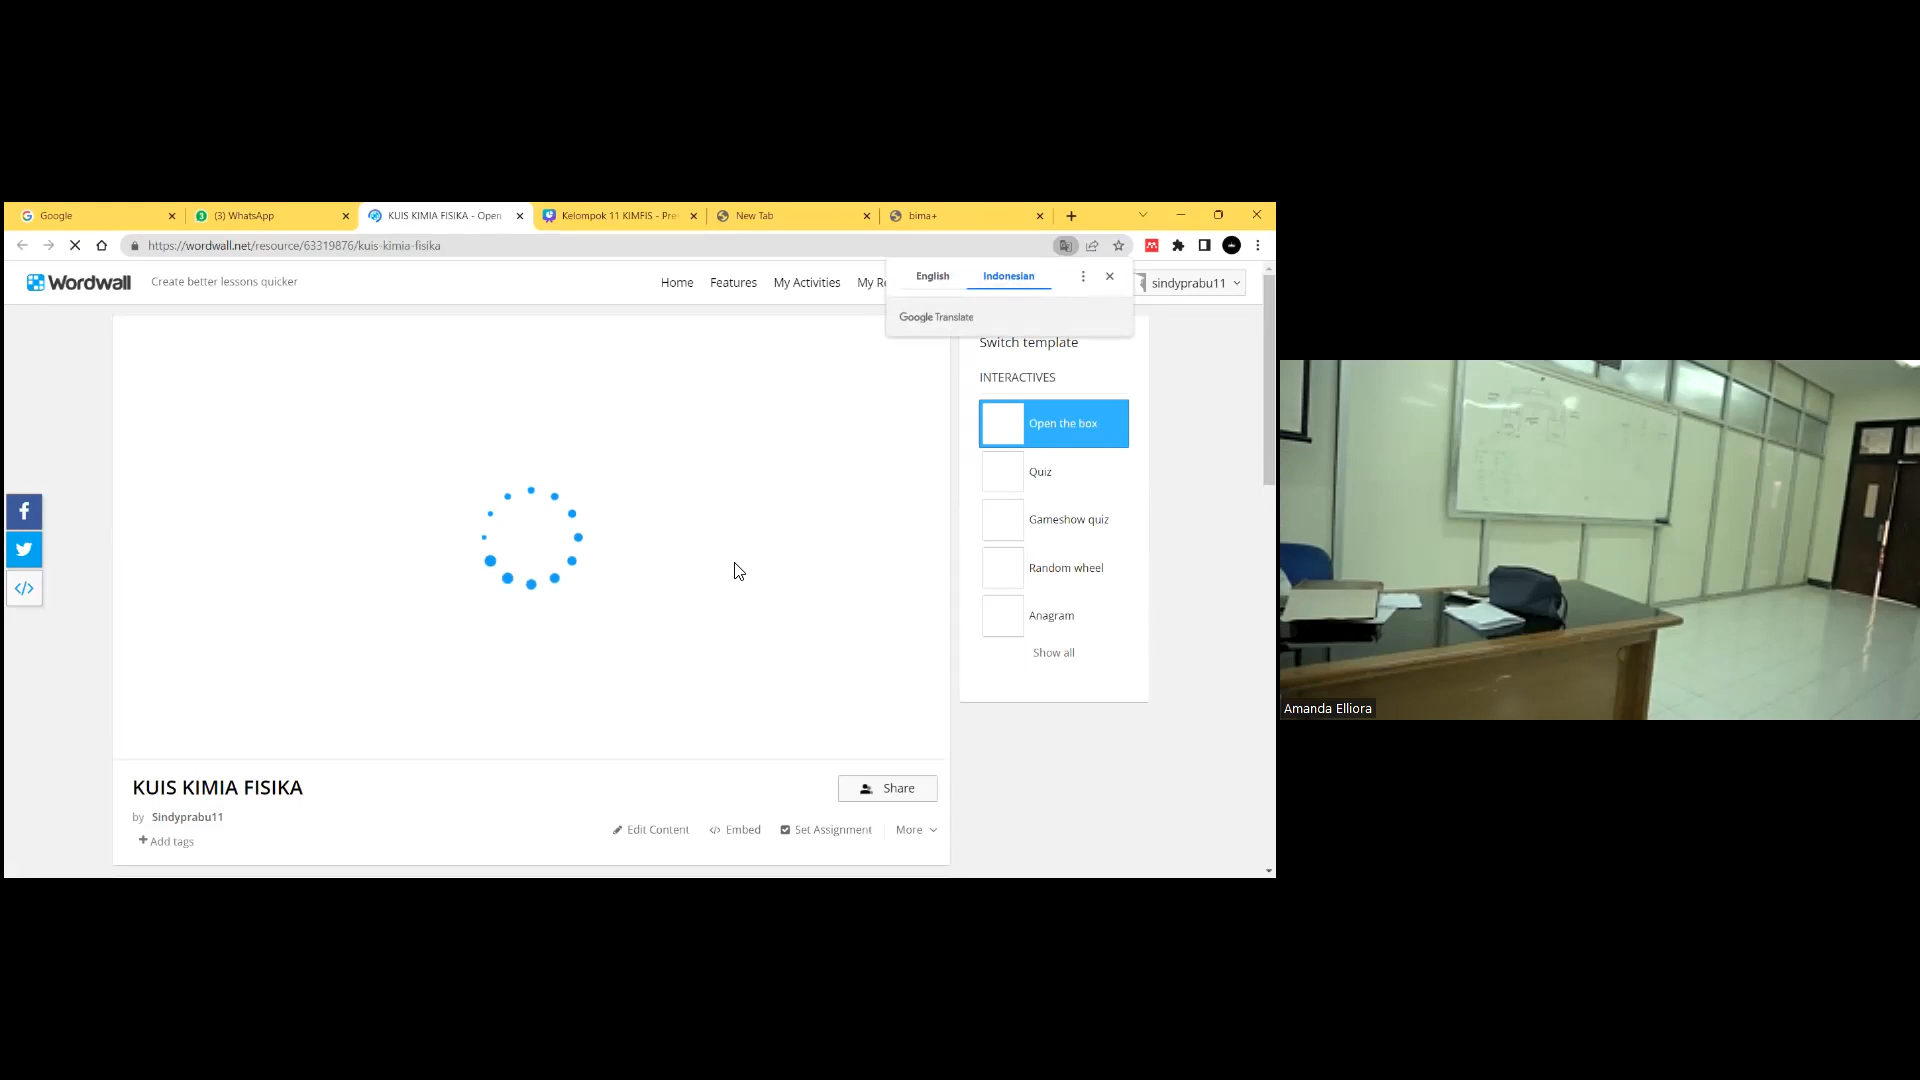 Google
(3) WhatsApp
KUIS KIMIA FISIKA - Open
Kelompok 11 KIMFIS - Pre
New Tab
bima+
https://wordwall.net/resource/63319876/kuis-kimia-fisika
Wordwall
Create better lessons quicker
Home
Features
My Activities
My Re
English
Indonesian
sindyprabu11
Google Translate
Switch template
INTERACTIVES
Open the box
Quiz
Gameshow quiz
Random wheel
Anagram
Show all
KUIS KIMIA FISIKA
Share
by Sindyprabu11
Edit Content
Embed
Set Assignment
More
Add tags
Amanda Elliora